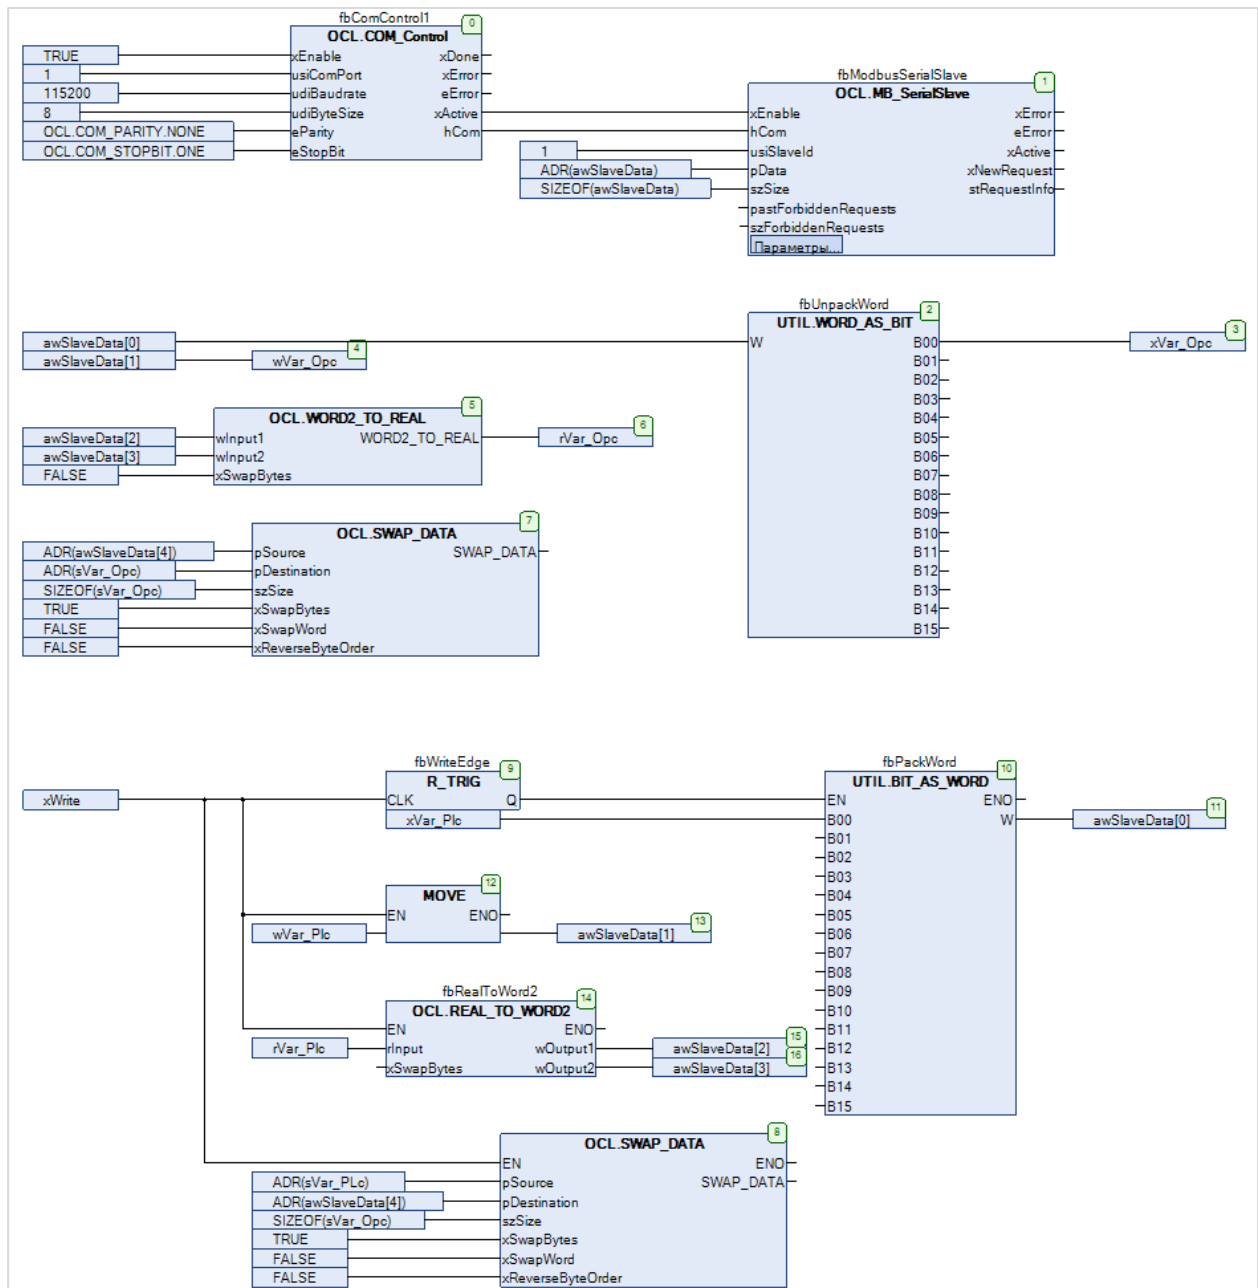 fbComControl1
0
OCL.COM_Control
TRUE xEnable xDone
1 usiComPort xError
115200 udiBaudrate eError
8 udiByteSize xActive
OCL.COM_PARITY.NONE eParity hCom
OCL.COM_STOPBIT.ONE eStopBit
fbModbusSerialSlave
1
OCL.MB_SerialSlave
xEnable xError
hCom eError
1 usiSlaveId xActive
ADR(awSlaveData) pData xNewRequest
SIZEOF(awSlaveData) szSize stRequestInfo
pastForbiddenRequests
szForbiddenRequests
Параметры...
fbUnpackWord
2
UTIL.WORD_AS_BIT
3
awSlaveData[0] W B00 xVar_Opc
4
awSlaveData[1] wVar_Opc B01
B02
B03
B04
B05
B06
B07
B08
B09
B10
B11
B12
B13
B14
B15
5
OCL.WORD2_TO_REAL
6
awSlaveData[2] wInput1 WORD2_TO_REAL rVar_Opc
awSlaveData[3] wInput2
FALSE xSwapBytes
7
OCL.SWAP_DATA
ADR(awSlaveData[4]) pSource SWAP_DATA
ADR(sVar_Opc) pDestination
SIZEOF(sVar_Opc) szSize
TRUE xSwapBytes
FALSE xSwapWord
FALSE xReverseByteOrder
fbWriteEdge
9
R_TRIG
xWrite CLK Q
xVar_Plc
fbPackWord
10
UTIL.BIT_AS_WORD
EN ENO
11
B00 W awSlaveData[0]
B01
B02
B03
B04
B05
B06
B07
B08
B09
B10
B11
B12
B13
B14
B15
12
MOVE
EN ENO
13
wVar_Plc awSlaveData[1]
fbRealToWord2
14
OCL.REAL_TO_WORD2
EN ENO
15
rVar_Plc rInput wOutput1 awSlaveData[2]
16
xSwapBytes wOutput2 awSlaveData[3]
8
OCL.SWAP_DATA
EN ENO
ADR(sVar_PLc) pSource SWAP_DATA
ADR(awSlaveData[4]) pDestination
SIZEOF(sVar_Opc) szSize
TRUE xSwapBytes
FALSE xSwapWord
FALSE xReverseByteOrder